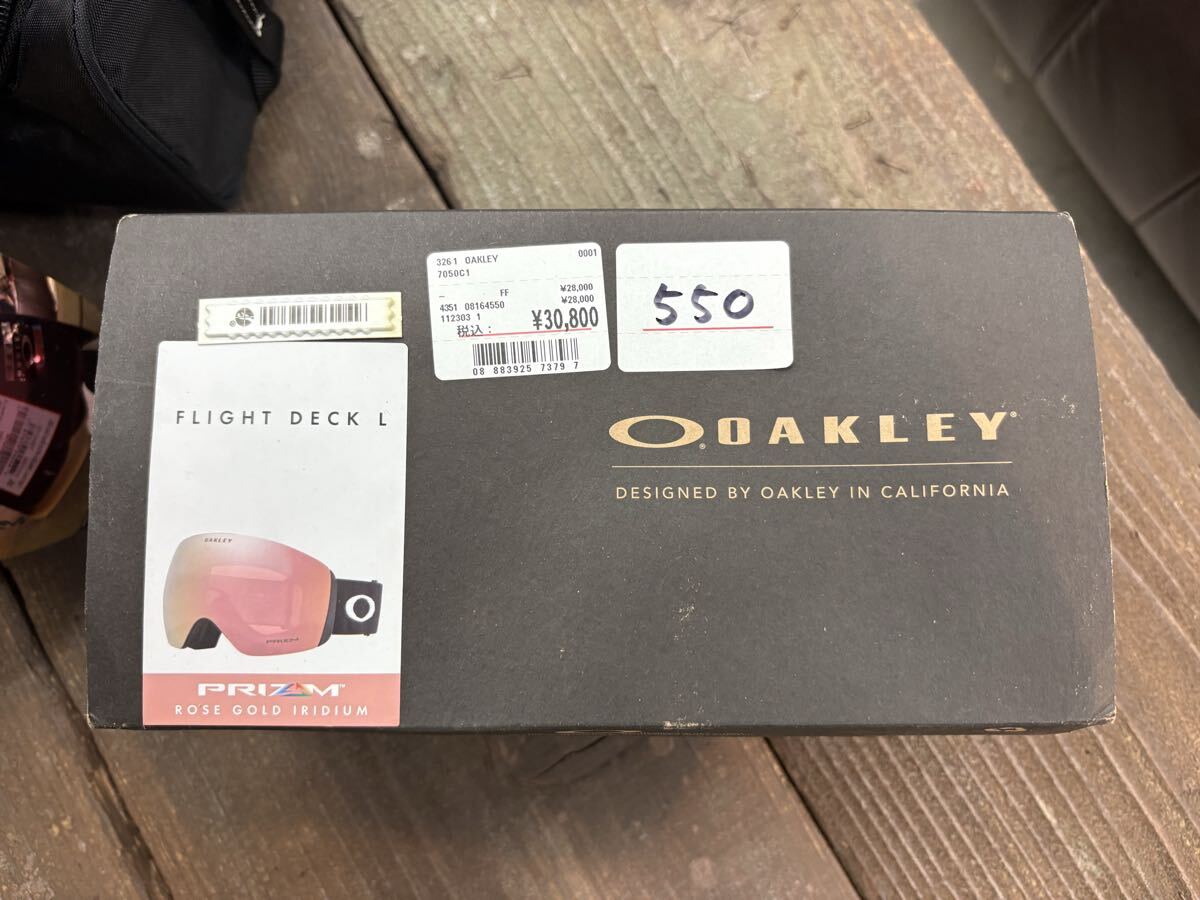 3261 OAKLEY 0001
7050C1
¥28,000
– FF ¥28,000
4351 08164550
112303 1
税込: ¥30,800
08 883925 7379 7
550
FLIGHT DECK L
OAKLEY
PRIZM
PRIZM™
ROSE GOLD IRIDIUM
OAKLEY®
DESIGNED BY OAKLEY IN CALIFORNIA